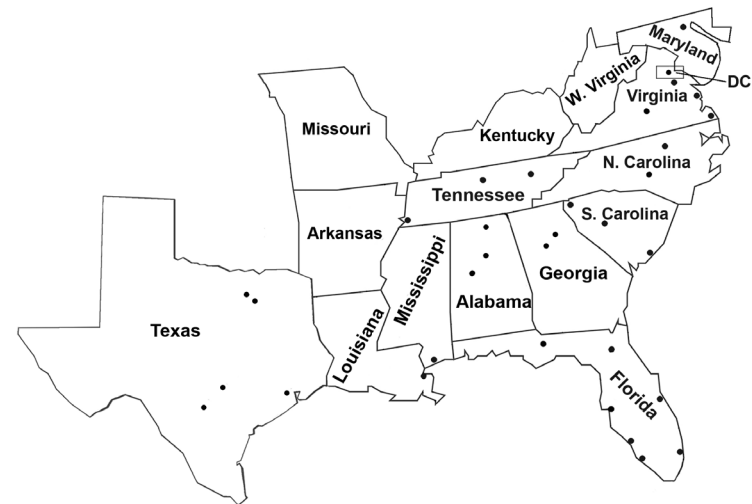 Maryland
W. Virginia
DC
Virginia
Missouri
Kentucky
N. Carolina
Tennessee
S. Carolina
Arkansas
Mississippi
Georgia
Alabama
Texas
Louisiana
Florida